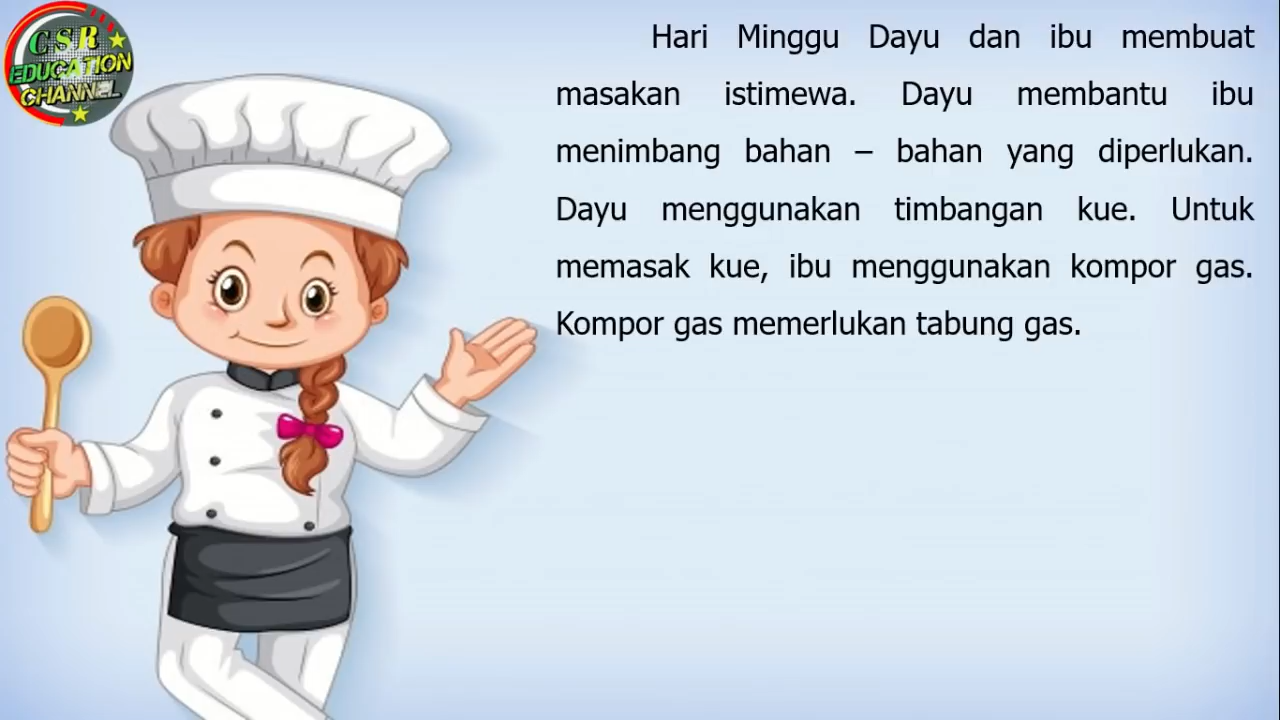 CSR
EDUCATION
CHANNEL
Hari Minggu Dayu dan ibu membuat
masakan istimewa. Dayu membantu ibu
menimbang bahan – bahan yang diperlukan.
Dayu menggunakan timbangan kue. Untuk
memasak kue, ibu menggunakan kompor gas.
Kompor gas memerlukan tabung gas.